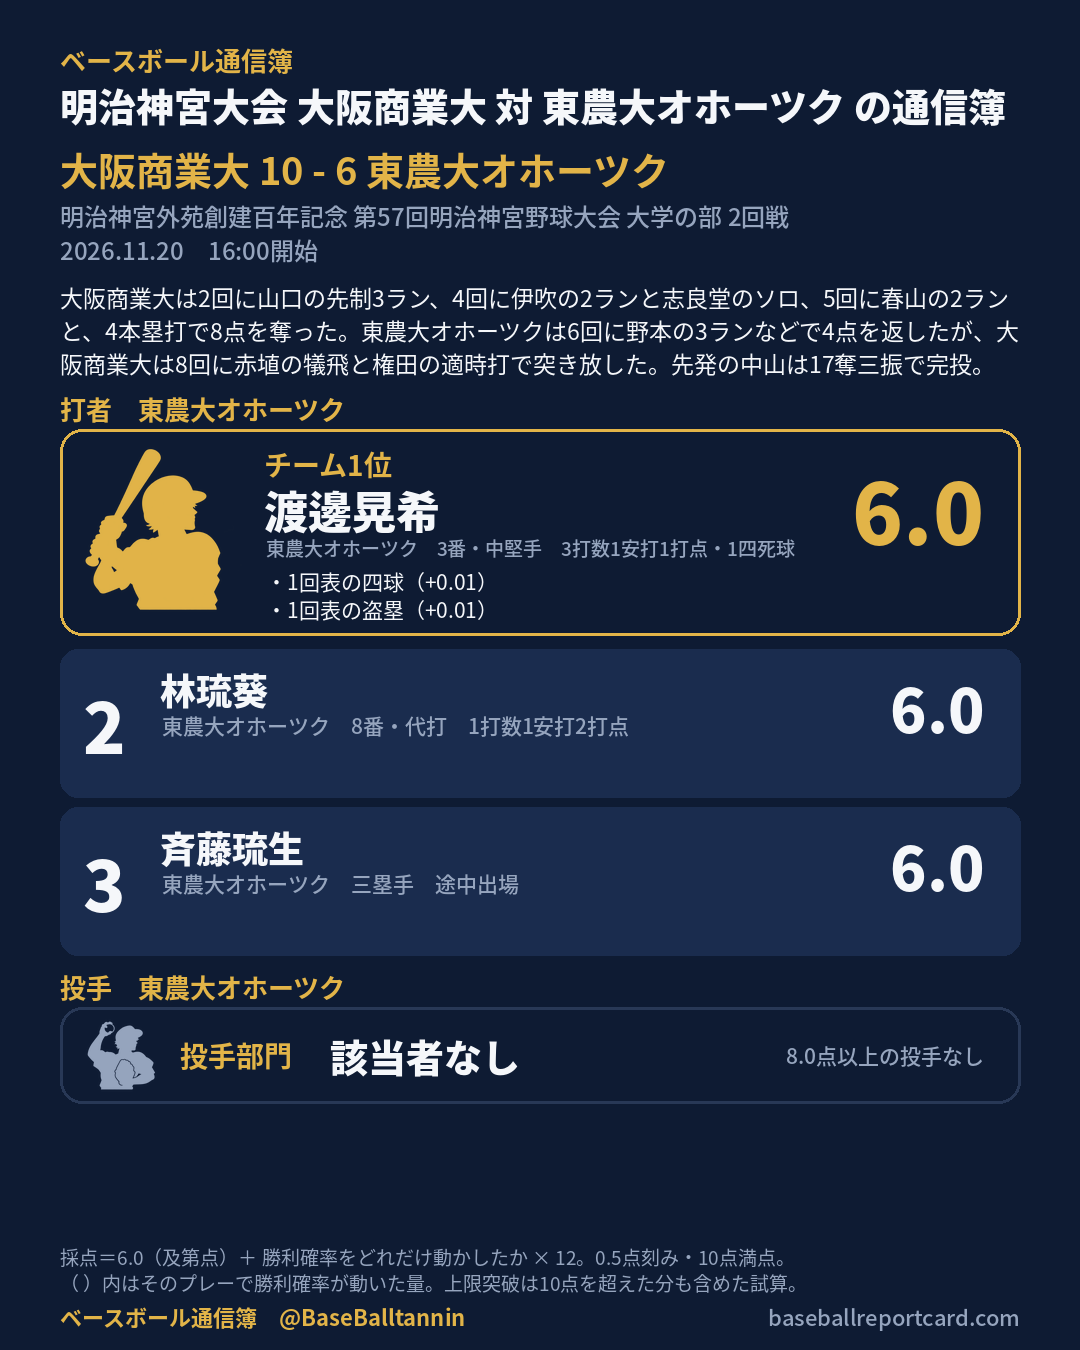 ベースボール通信簿
明治神宮大会 大阪商業大 対 東農大オホーツク の通信簿
大阪商業大 10 - 6 東農大オホーツク
明治神宮外苑創建百年記念 第57回明治神宮野球大会 大学の部 2回戦
2026.11.20　16:00開始
大阪商業大は2回に山口の先制3ラン、4回に伊吹の2ランと志良堂のソロ、5回に春山の2ラン
と、4本塁打で8点を奪った。東農大オホーツクは6回に野本の3ランなどで4点を返したが、大
阪商業大は8回に赤埴の犠飛と権田の適時打で突き放した。先発の中山は17奪三振で完投。
打者　東農大オホーツク
チーム1位
渡邊晃希
6.0
東農大オホーツク　3番・中堅手　3打数1安打1打点・1四死球
・1回表の四球（+0.01）
・1回表の盗塁（+0.01）
2
林琉葵
東農大オホーツク　8番・代打　1打数1安打2打点
6.0
3
斉藤琉生
東農大オホーツク　三塁手　途中出場
6.0
投手　東農大オホーツク
投手部門　該当者なし　8.0点以上の投手なし
採点＝6.0（及第点）＋ 勝利確率をどれだけ動かしたか × 12。0.5点刻み・10点満点。
（ ）内はそのプレーで勝利確率が動いた量。上限突破は10点を超えた分も含めた試算。
ベースボール通信簿　@BaseBalltannin
baseballreportcard.com